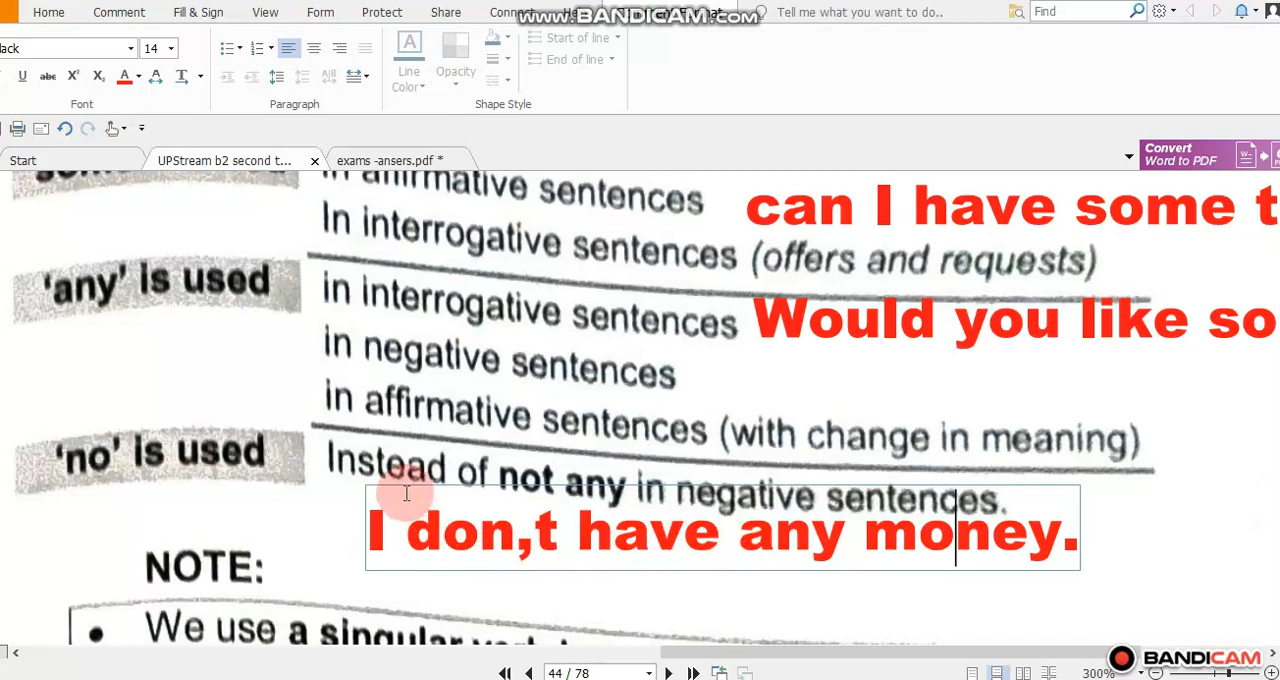 Home Comment Fill & Sign View Form Protect Share Connect
www.BANDICAM.com
Tell me what you want to do.. Find
14
Start of line
End of line
Line Color
Opacity
Font Paragraph Shape Style
Start UPStream b2 second t... exams -ansers.pdf *
Convert
Word to PDF
in affirmative sentences
can I have some t
In interrogative sentences (offers and requests)
'any' is used
in interrogative sentences
Would you like so
in negative sentences
in affirmative sentences (with change in meaning)
'no' is used
Instead of not any in negative sentences.
I don,t have any money.
NOTE:
• We use a singular
44 / 78
300%
BANDICAM